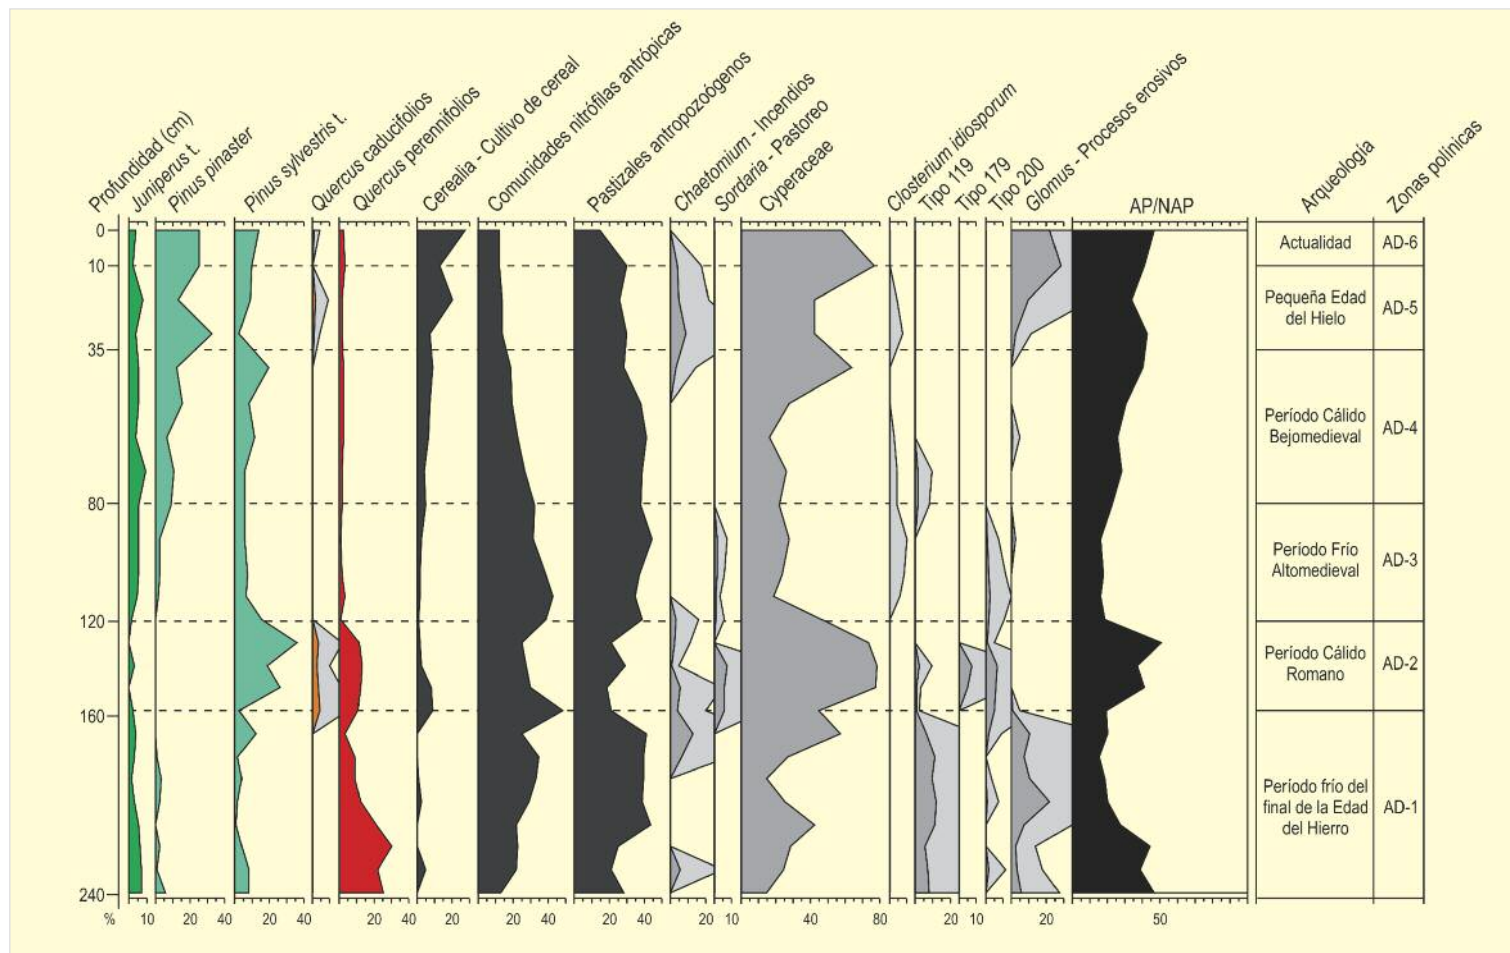 Profundidad (cm)
Juniperus t.
Pinus pinaster
Pinus sylvestris t.
Quercus caducifolios
Quercus perennifolios
Cerealia - Cultivo de cereal
Comunidades nitrófilas antrópicas
Pastizales antropozoógenos
Chaetomium - Incendios
Sordaria - Pastoreo
Cyperaceae
Closterium idiosporum
Tipo 119
Tipo 179
Tipo 200
Glomus - Procesos erosivos
AP/NAP
Arqueología
Zonas polínicas
0
Actualidad
AD-6
10
Pequeña Edad
del Hielo
AD-5
35
Período Cálido
Bejomedieval
AD-4
80
Período Frío
Altomedieval
AD-3
120
Período Cálido
Romano
AD-2
160
Período frío del
final de la Edad
del Hierro
AD-1
240
% 10 20 40 20 40 20 40 20 20 40 20 40 20 10 40 80 20 10 20 50